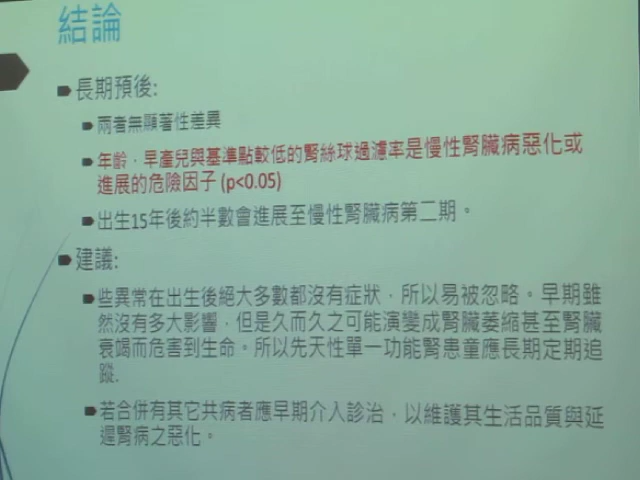 結論
長期預後:
兩者無顯著性差異
年齡，早產兒與基準點較低的腎絲球過濾率是慢性腎臟病惡化或
進展的危險因子 (p<0.05)
出生15年後約半數會進展至慢性腎臟病第二期。
建議:
些異常在出生後絕大多數都沒有症狀，所以易被忽略。早期雖
然沒有多大影響，但是久而久之可能演變成腎臟萎縮甚至腎臟
衰竭而危害到生命。所以先天性單一功能腎患童應長期定期追
蹤.
若合併有其它共病者應早期介入診治，以維護其生活品質與延
遲腎病之惡化。